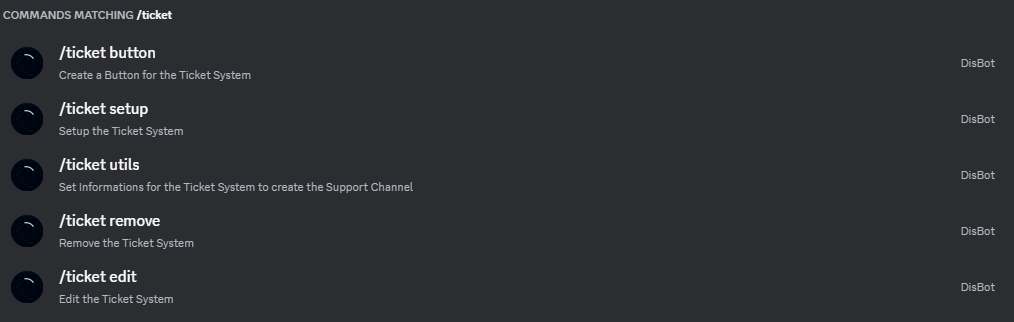 COMMANDS MATCHING /ticket
/ticket button
Create a Button for the Ticket System
DisBot
/ticket setup
Setup the Ticket System
DisBot
/ticket utils
Set Informations for the Ticket System to create the Support Channel
DisBot
/ticket remove
Remove the Ticket System
DisBot
/ticket edit
Edit the Ticket System
DisBot